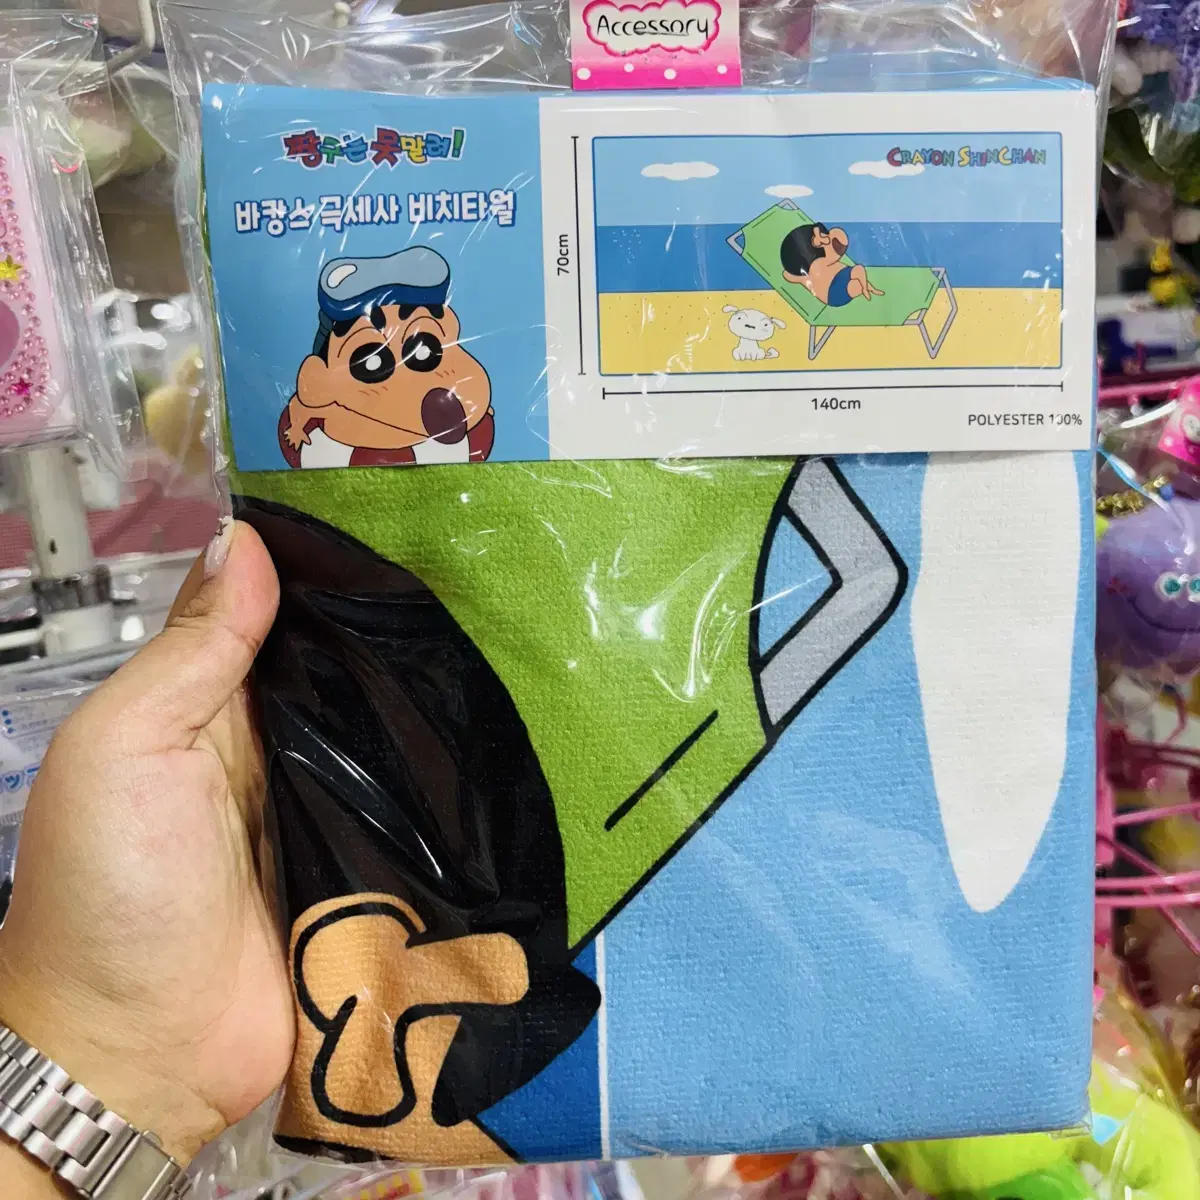 Accessory
짱구는 못말려!
바캉스 극세사 비치타월
CRAYON SHINCHAN
70cm
140cm
POLYESTER 100%